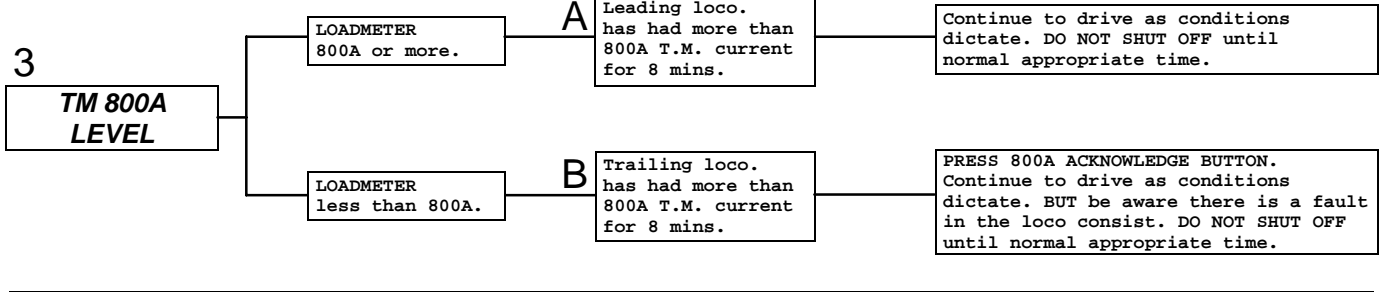 3
TM 800A
LEVEL
LOADMETER
800A or more.
A
Leading loco.
has had more than
800A T.M. current
for 8 mins.
Continue to drive as conditions
dictate. DO NOT SHUT OFF until
normal appropriate time.
LOADMETER
less than 800A.
B
Trailing loco.
has had more than
800A T.M. current
for 8 mins.
PRESS 800A ACKNOWLEDGE BUTTON.
Continue to drive as conditions
dictate. BUT be aware there is a fault
in the loco consist. DO NOT SHUT OFF
until normal appropriate time.